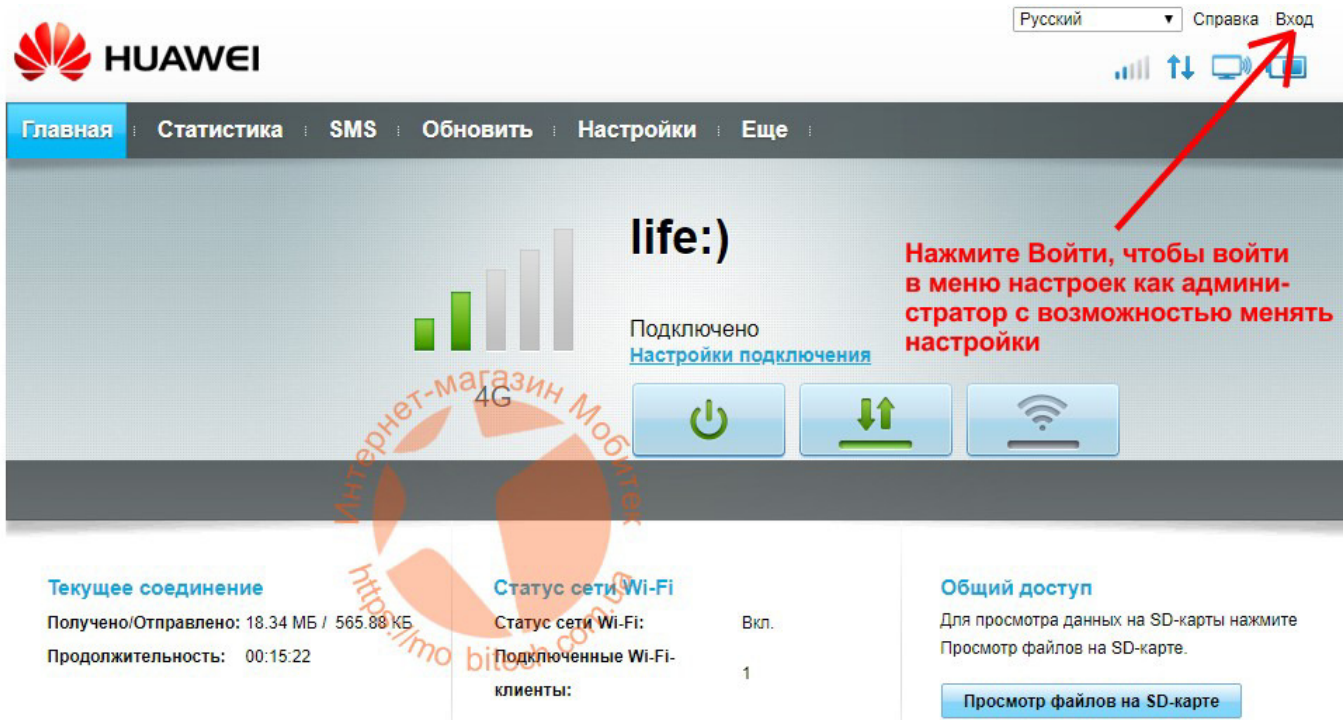 Русский Справка Вход
HUAWEI
Главная Статистика SMS Обновить Настройки Еще
life:)
Нажмите Войти, чтобы войти
в меню настроек как админи-
стратор с возможностью менять
настройки
Подключено
Настройки подключения
4G
Интернет-магазин Мобитек
https://mobitech.com.ua
Текущее соединение
Получено/Отправлено: 18.34 МБ / 565.88 КБ
Продолжительность: 00:15:22
Статус сети Wi-Fi
Статус сети Wi-Fi: Вкл.
Подключенные Wi-Fi-
клиенты: 1
Общий доступ
Для просмотра данных на SD-карты нажмите
Просмотр файлов на SD-карте.
Просмотр файлов на SD-карте